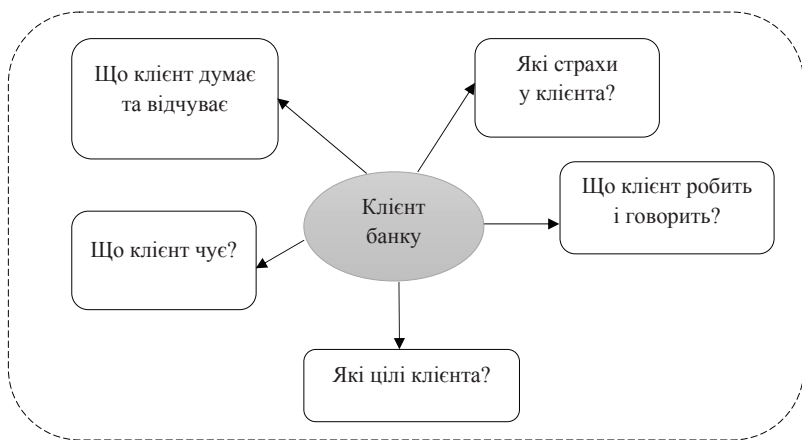 Що клієнт думає
та відчуває
Які страхи
у клієнта?
Клієнт
банку
Що клієнт робить
і говорить?
Що клієнт чує?
Які цілі клієнта?